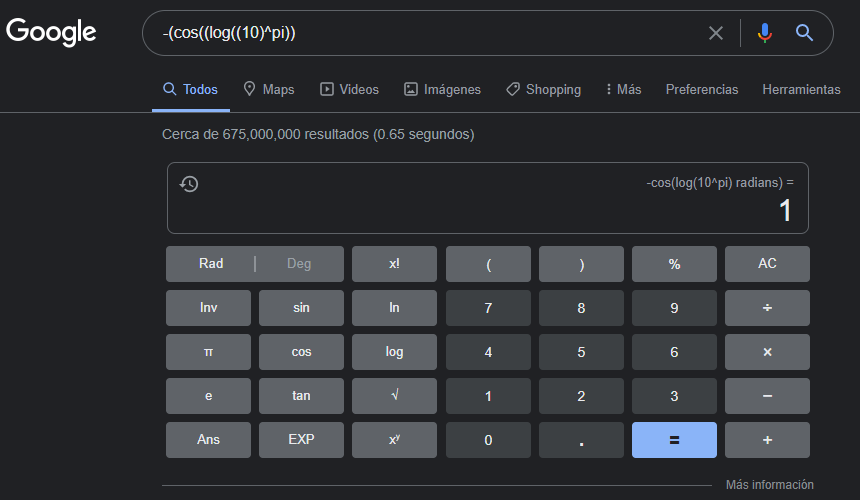 Google
-(cos((log((10)^pi))
Todos Maps Videos Imágenes Shopping Más Preferencias Herramientas
Cerca de 675,000,000 resultados (0.65 segundos)
-cos(log(10^pi) radians) =
1
Rad | Deg x! ( ) % AC
Inv sin ln 7 8 9 ÷
π cos log 4 5 6 ×
e tan √ 1 2 3 −
Ans EXP xʸ 0 . = +
Más información